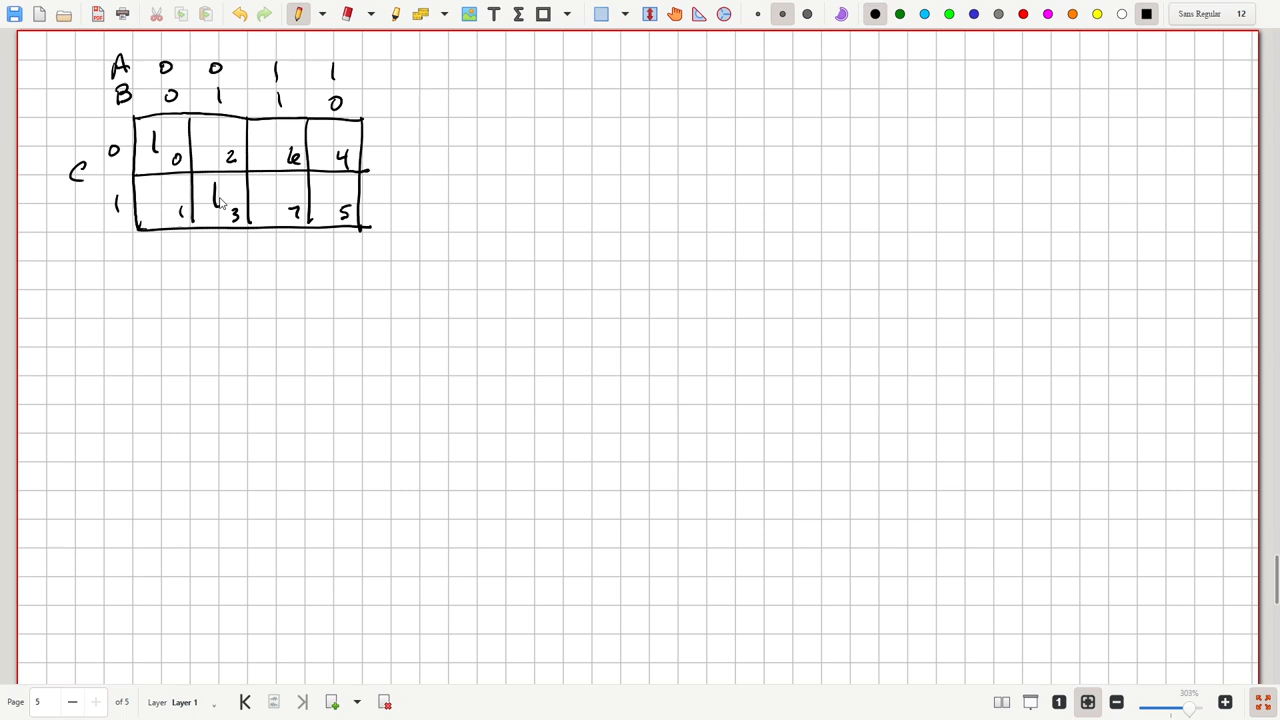 A 0 0 1 1
B 0 1 1 0
0 1 0 2 6 4
C
1 1 1 3 7 5
Sans Regular 12
Page 5 of 5 Layer Layer 1 1 303%